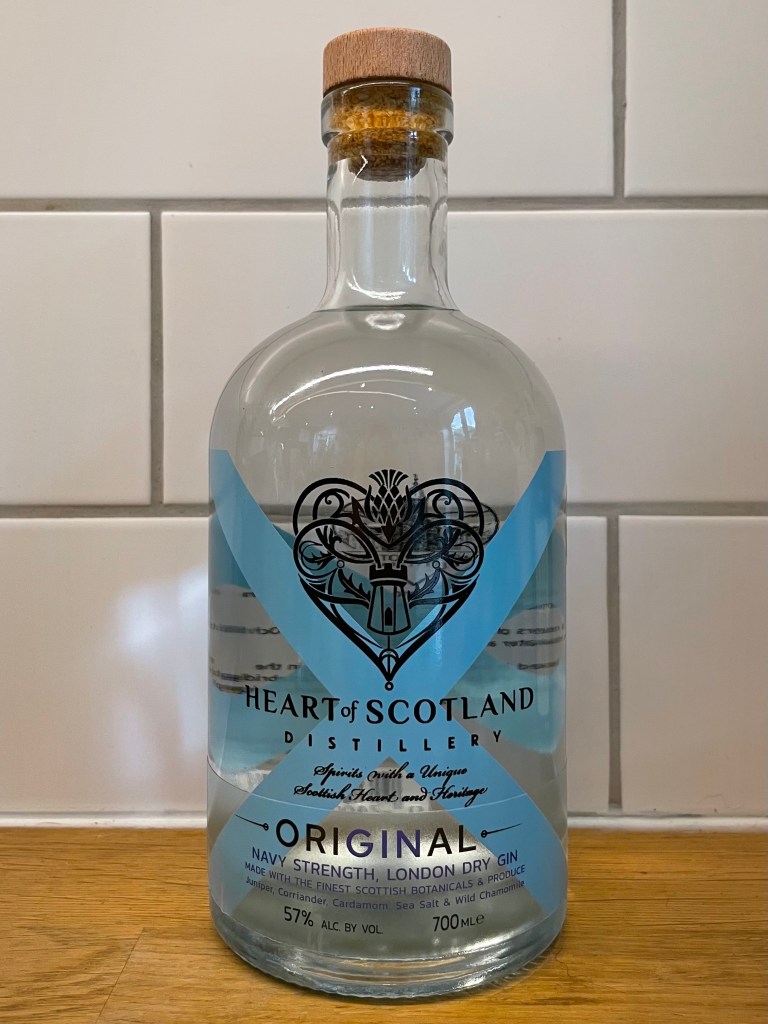 HEART of SCOTLAND
DISTILLERY
Spirits with a Unique
Scottish Heart and Heritage
ORIGINAL
NAVY STRENGTH, LONDON DRY GIN
MADE WITH THE FINEST SCOTTISH BOTANICALS & PRODUCE
Juniper, Corriander, Cardamom, Sea Salt & Wild Chamomile
57% ALC. BY VOL. 700MLe